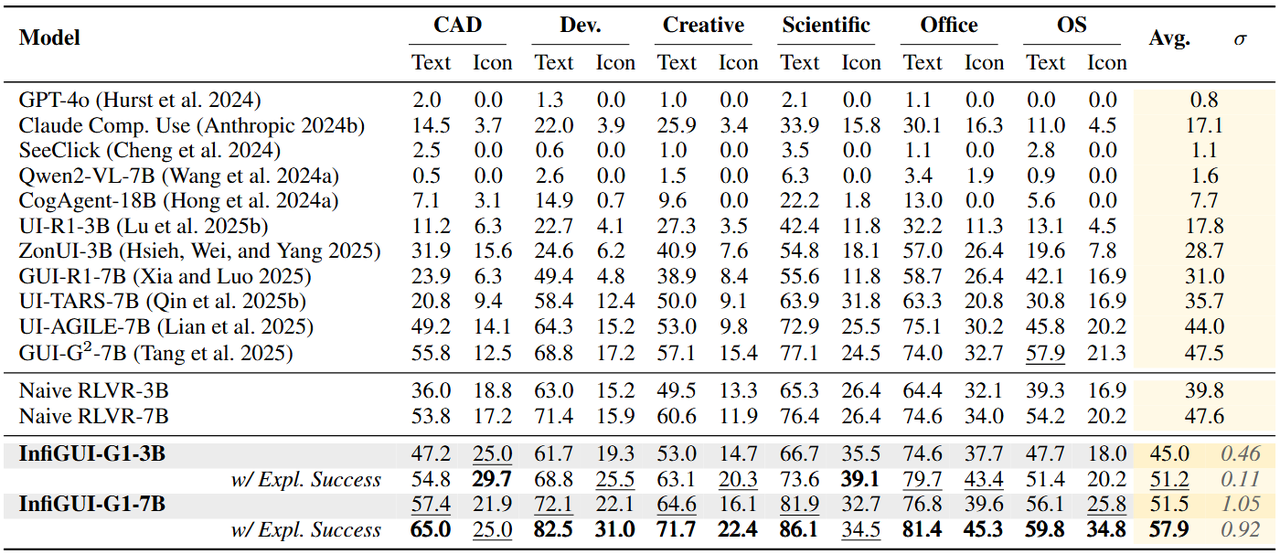 Model CAD Dev. Creative Scientific Office OS Avg. σ
Text Icon Text Icon Text Icon Text Icon Text Icon Text Icon
GPT-4o (Hurst et al. 2024) 2.0 0.0 1.3 0.0 1.0 0.0 2.1 0.0 1.1 0.0 0.0 0.0 0.8
Claude Comp. Use (Anthropic 2024b) 14.5 3.7 22.0 3.9 25.9 3.4 33.9 15.8 30.1 16.3 11.0 4.5 17.1
SeeClick (Cheng et al. 2024) 2.5 0.0 0.6 0.0 1.0 0.0 3.5 0.0 1.1 0.0 2.8 0.0 1.1
Qwen2-VL-7B (Wang et al. 2024a) 0.5 0.0 2.6 0.0 1.5 0.0 6.3 0.0 3.4 1.9 0.9 0.0 1.6
CogAgent-18B (Hong et al. 2024a) 7.1 3.1 14.9 0.7 9.6 0.0 22.2 1.8 13.0 0.0 5.6 0.0 7.7
UI-R1-3B (Lu et al. 2025b) 11.2 6.3 22.7 4.1 27.3 3.5 42.4 11.8 32.2 11.3 13.1 4.5 17.8
ZonUI-3B (Hsieh, Wei, and Yang 2025) 31.9 15.6 24.6 6.2 40.9 7.6 54.8 18.1 57.0 26.4 19.6 7.8 28.7
GUI-R1-7B (Xia and Luo 2025) 23.9 6.3 49.4 4.8 38.9 8.4 55.6 11.8 58.7 26.4 42.1 16.9 31.0
UI-TARS-7B (Qin et al. 2025b) 20.8 9.4 58.4 12.4 50.0 9.1 63.9 31.8 63.3 20.8 30.8 16.9 35.7
UI-AGILE-7B (Lian et al. 2025) 49.2 14.1 64.3 15.2 53.0 9.8 72.9 25.5 75.1 30.2 45.8 20.2 44.0
GUI-G²-7B (Tang et al. 2025) 55.8 12.5 68.8 17.2 57.1 15.4 77.1 24.5 74.0 32.7 57.9 21.3 47.5
Naive RLVR-3B 36.0 18.8 63.0 15.2 49.5 13.3 65.3 26.4 64.4 32.1 39.3 16.9 39.8
Naive RLVR-7B 53.8 17.2 71.4 15.9 60.6 11.9 76.4 26.4 74.6 34.0 54.2 20.2 47.6
InfiGUI-G1-3B 47.2 25.0 61.7 19.3 53.0 14.7 66.7 35.5 74.6 37.7 47.7 18.0 45.0 0.46
w/ Expl. Success 54.8 29.7 68.8 25.5 63.1 20.3 73.6 39.1 79.7 43.4 51.4 20.2 51.2 0.11
InfiGUI-G1-7B 57.4 21.9 72.1 22.1 64.6 16.1 81.9 32.7 76.8 39.6 56.1 25.8 51.5 1.05
w/ Expl. Success 65.0 25.0 82.5 31.0 71.7 22.4 86.1 34.5 81.4 45.3 59.8 34.8 57.9 0.92